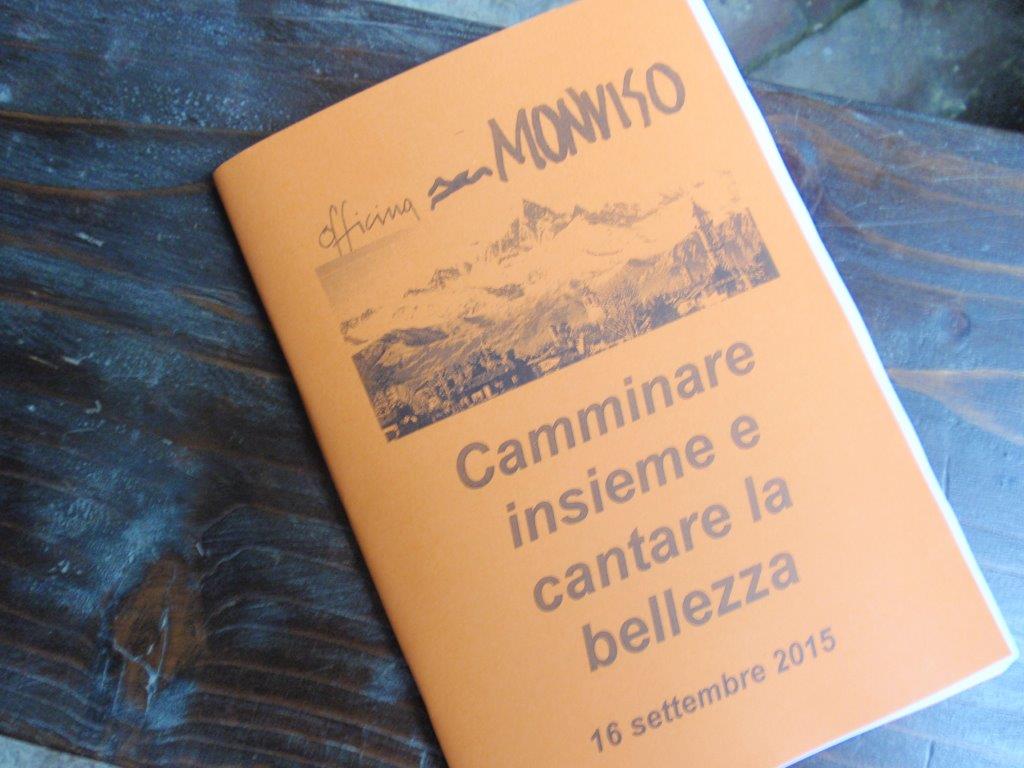 officina MONVISO
Camminare
insieme e
cantare la
bellezza
16 settembre 2015